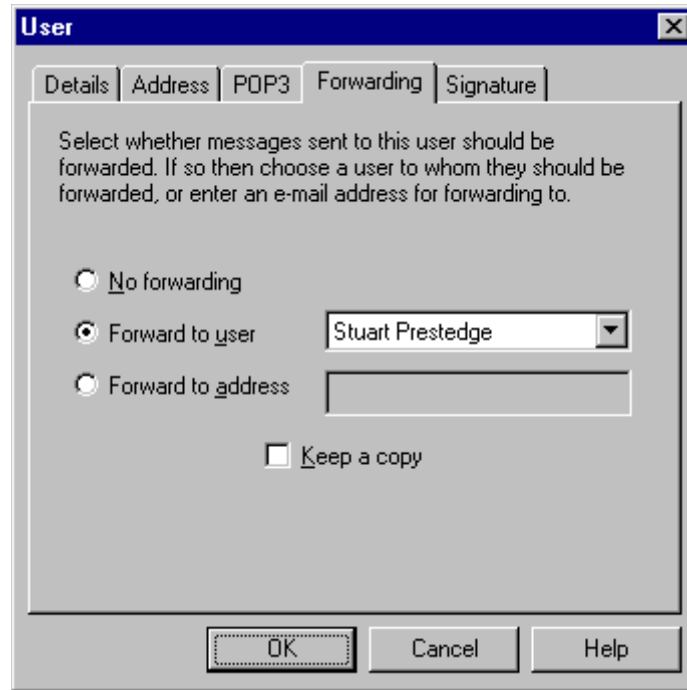 User
Details Address POP3 Forwarding Signature
Select whether messages sent to this user should be
forwarded. If so then choose a user to whom they should be
forwarded, or enter an e-mail address for forwarding to.
No forwarding
Forward to user Stuart Prestedge
Forward to address
Keep a copy
OK Cancel Help